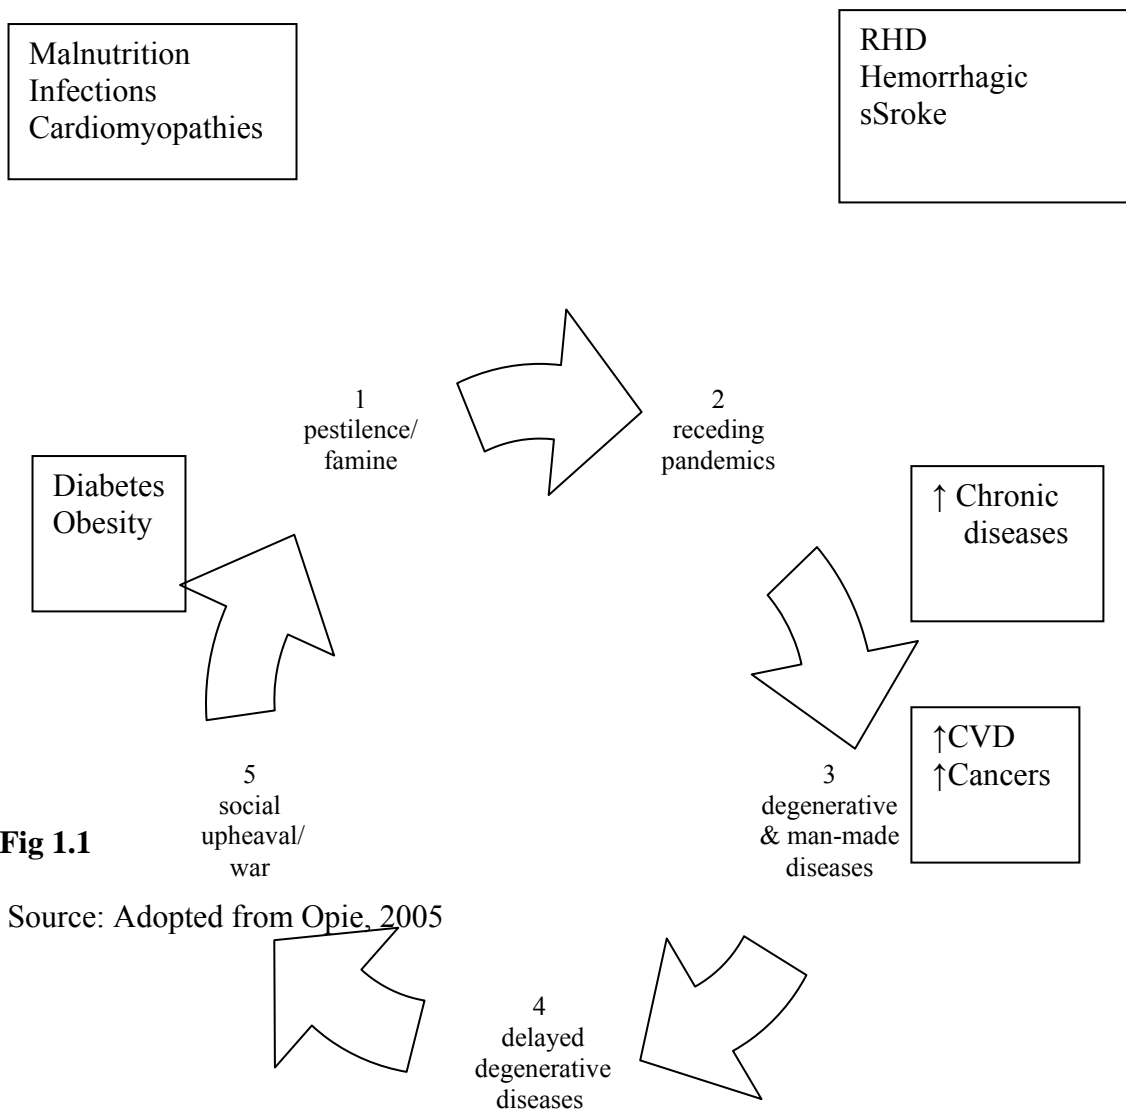 Malnutrition
Infections
Cardiomyopathies
RHD
Hemorrhagic
sSroke
1
pestilence/
famine
2
receding
pandemics
Diabetes
Obesity
↑ Chronic
diseases
↑CVD
↑Cancers
3
degenerative
& man-made
diseases
5
social
upheaval/
war
Fig 1.1
Source: Adopted from Opie, 2005
4
delayed
degenerative
diseases